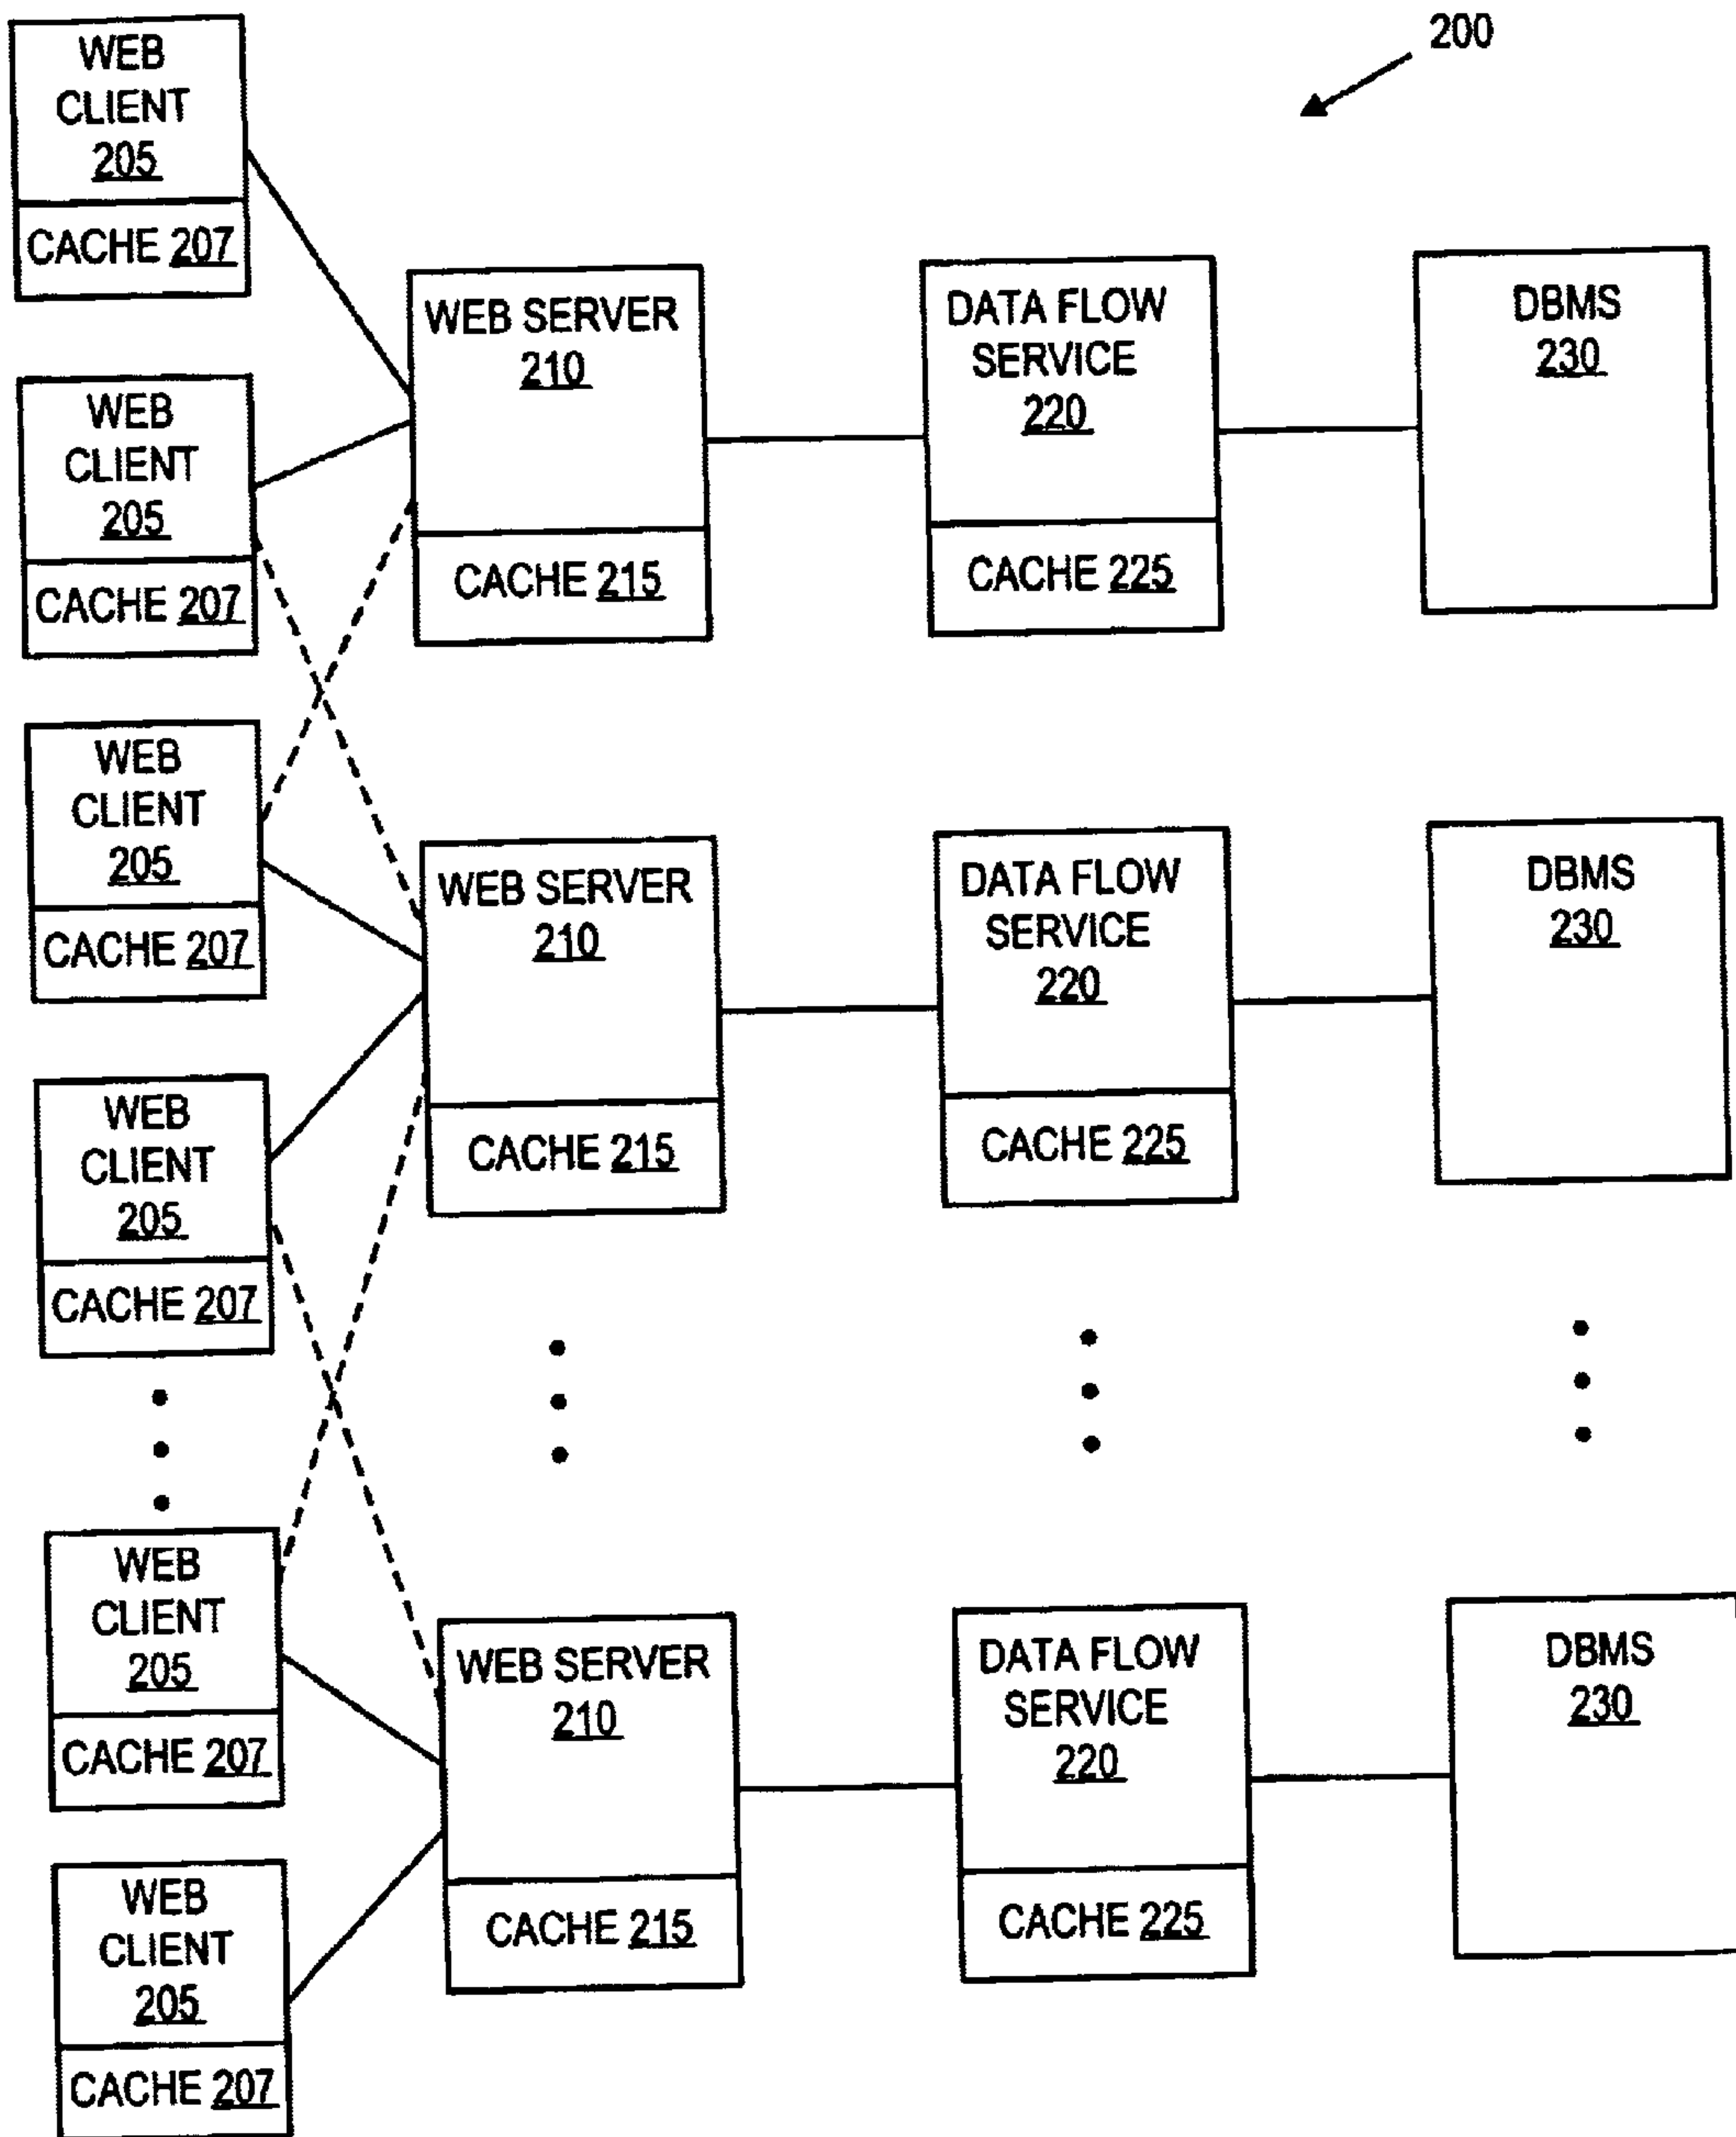 200
WEB
CLIENT
205
CACHE 207
WEB SERVER
210
CACHE 215
DATA FLOW
SERVICE
220
CACHE 225
DBMS
230
WEB
CLIENT
205
CACHE 207
WEB
CLIENT
205
CACHE 207
WEB SERVER
210
CACHE 215
DATA FLOW
SERVICE
220
CACHE 225
DBMS
230
WEB
CLIENT
205
CACHE 207
WEB
CLIENT
205
CACHE 207
WEB SERVER
210
CACHE 215
DATA FLOW
SERVICE
220
CACHE 225
DBMS
230
WEB
CLIENT
205
CACHE 207